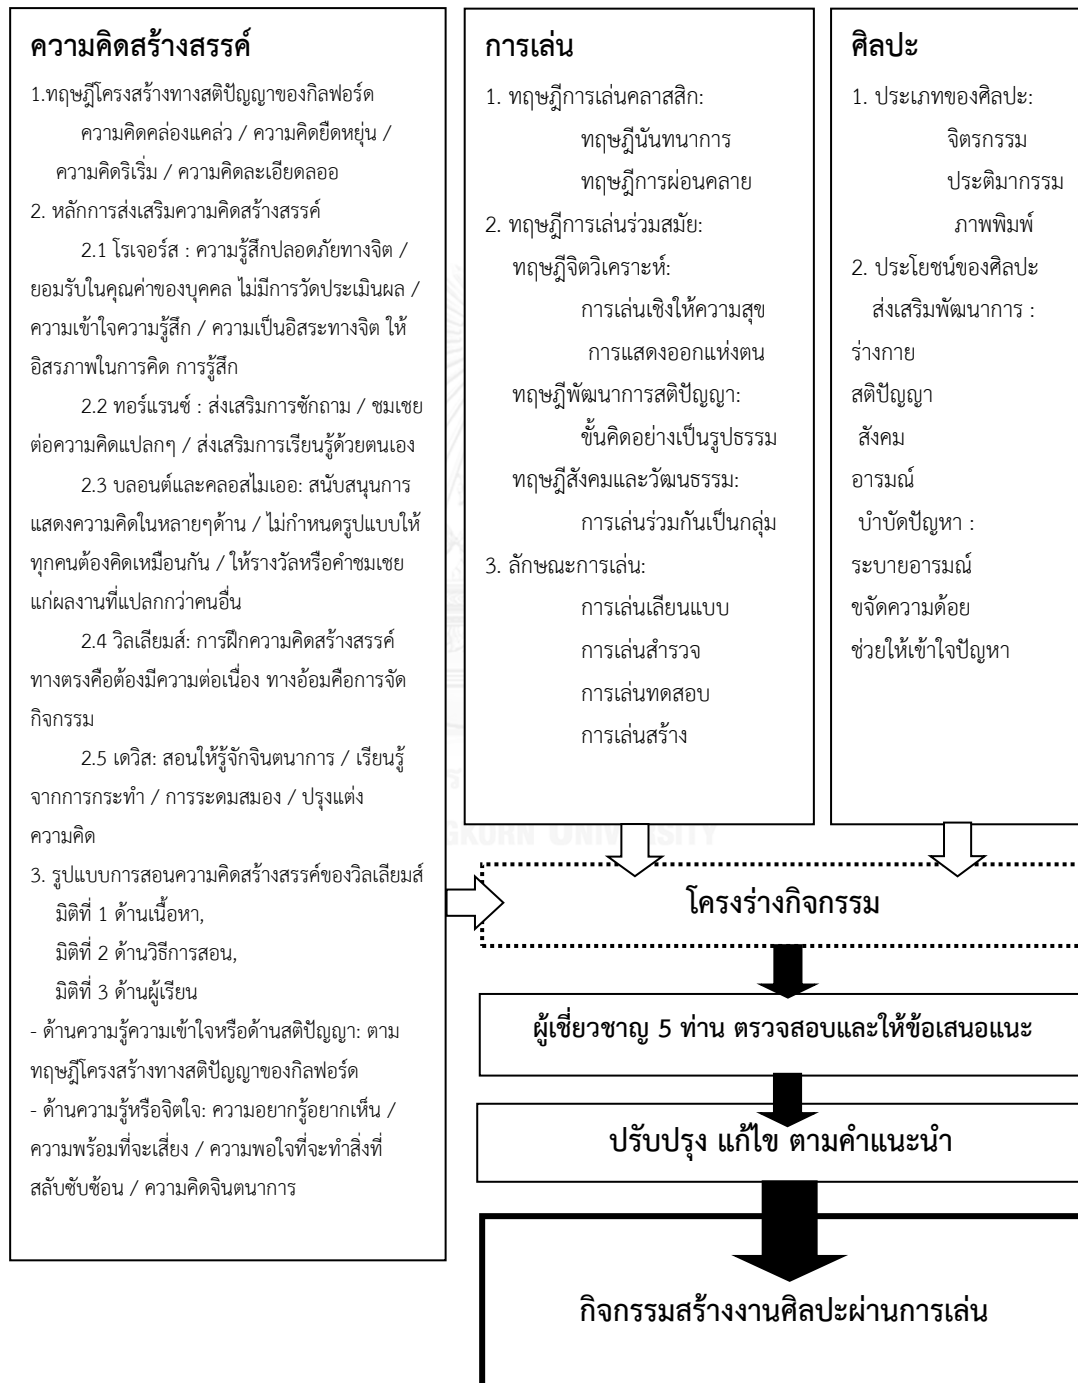 ความคิดสร้างสรรค์
1.ทฤษฎีโครงสร้างทางสติปัญญาของกิลฟอร์ด
ความคิดคล่องแคล่ว / ความคิดยืดหยุ่น /
ความคิดริเริ่ม / ความคิดละเอียดลออ
2. หลักการส่งเสริมความคิดสร้างสรรค์
2.1 โรเจอร์ส : ความรู้สึกปลอดภัยทางจิต /
ยอมรับในคุณค่าของบุคคล ไม่มีการวัดประเมินผล /
ความเข้าใจความรู้สึก / ความเป็นอิสระทางจิต ให้
อิสรภาพในการคิด การรู้สึก
2.2 ทอร์แรนซ์ : ส่งเสริมการซักถาม / ชมเชย
ต่อความคิดแปลกๆ / ส่งเสริมการเรียนรู้ด้วยตนเอง
2.3 บลอนต์และคลอสไมเออ: สนับสนุนการ
แสดงความคิดในหลายๆด้าน / ไม่กำหนดรูปแบบให้
ทุกคนต้องคิดเหมือนกัน / ให้รางวัลหรือคำชมเชย
แก่ผลงานที่แปลกกว่าคนอื่น
2.4 วิลเลียมส์: การฝึกความคิดสร้างสรรค์
ทางตรงคือต้องมีความต่อเนื่อง ทางอ้อมคือการจัด
กิจกรรม
2.5 เดวิส: สอนให้รู้จักจินตนาการ / เรียนรู้
จากการกระทำ / การระดมสมอง / ปรุงแต่ง
ความคิด
3. รูปแบบการสอนความคิดสร้างสรรค์ของวิลเลียมส์
มิติที่ 1 ด้านเนื้อหา,
มิติที่ 2 ด้านวิธีการสอน,
มิติที่ 3 ด้านผู้เรียน
- ด้านความรู้ความเข้าใจหรือด้านสติปัญญา: ตาม
ทฤษฎีโครงสร้างทางสติปัญญาของกิลฟอร์ด
- ด้านความรู้หรือจิตใจ: ความอยากรู้อยากเห็น /
ความพร้อมที่จะเสี่ยง / ความพอใจที่จะทำสิ่งที่
สลับซับซ้อน / ความคิดจินตนาการ
การเล่น
1. ทฤษฎีการเล่นคลาสสิก:
ทฤษฎีนันทนาการ
ทฤษฎีการผ่อนคลาย
2. ทฤษฎีการเล่นร่วมสมัย:
ทฤษฎีจิตวิเคราะห์:
การเล่นเชิงให้ความสุข
การแสดงออกแห่งตน
ทฤษฎีพัฒนาการสติปัญญา:
ขั้นคิดอย่างเป็นรูปธรรม
ทฤษฎีสังคมและวัฒนธรรม:
การเล่นร่วมกันเป็นกลุ่ม
3. ลักษณะการเล่น:
การเล่นเลียนแบบ
การเล่นสำรวจ
การเล่นทดสอบ
การเล่นสร้าง
ศิลปะ
1. ประเภทของศิลปะ:
จิตรกรรม
ประติมากรรม
ภาพพิมพ์
2. ประโยชน์ของศิลปะ
ส่งเสริมพัฒนาการ :
ร่างกาย
สติปัญญา
สังคม
อารมณ์
บำบัดปัญหา :
ระบายอารมณ์
ขจัดความด้อย
ช่วยให้เข้าใจปัญหา
UNIVERSITY
โครงร่างกิจกรรม
ผู้เชี่ยวชาญ 5 ท่าน ตรวจสอบและให้ข้อเสนอแนะ
ปรับปรุง แก้ไข ตามคำแนะนำ
กิจกรรมสร้างงานศิลปะผ่านการเล่น